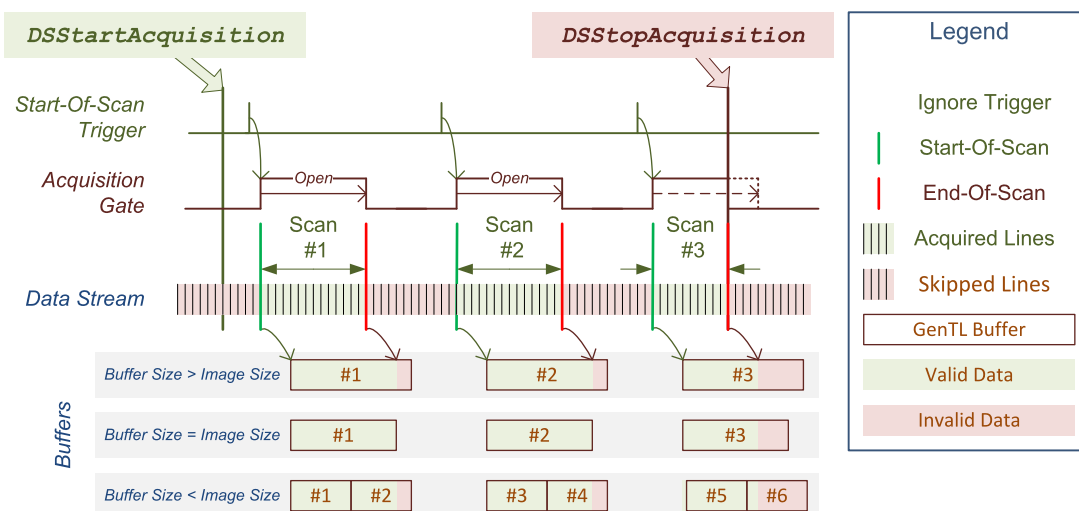 DSStartAcquisition
DSStopAcquisition
Legend
Start-Of-Scan
Trigger
Ignore Trigger
Start-Of-Scan
Acquisition
Gate
Open
Open
End-Of-Scan
Scan
#1
Scan
#2
Scan
#3
Acquired Lines
Data Stream
Skipped Lines
GenTL Buffer
Buffers
Buffer Size > Image Size
#1
#2
#3
Valid Data
Buffer Size = Image Size
#1
#2
#3
Invalid Data
Buffer Size < Image Size
#1
#2
#3
#4
#5
#6